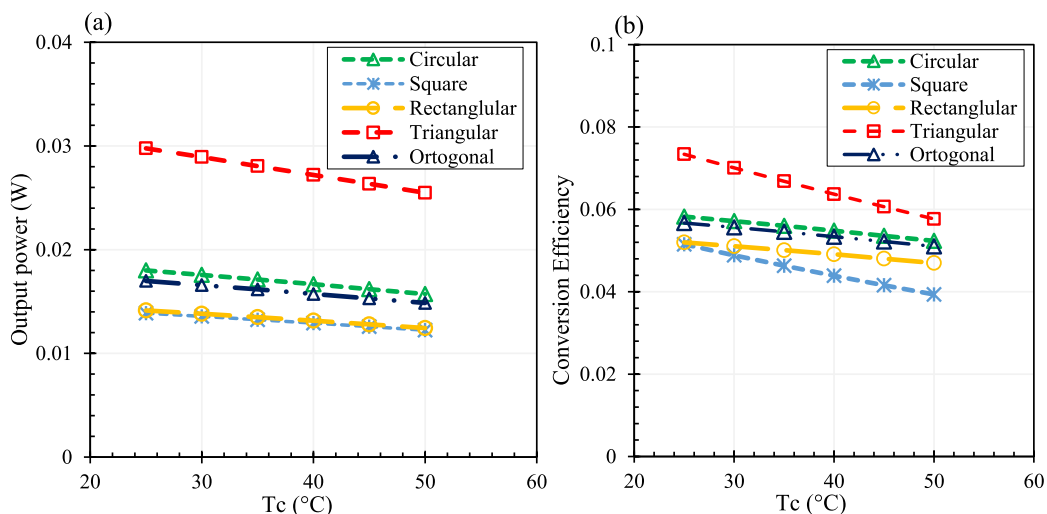 (a)
Output power (W)
0.04
0.03
0.02
0.01
0
20
30
40
50
60
Tc (°C)
Circular
Square
Rectanglular
Triangular
Ortogonal
(b)
Conversion Efficiency
0.1
0.08
0.06
0.04
0.02
0
20
30
40
50
60
Tc (°C)
Circular
Square
Rectanglular
Triangular
Ortogonal